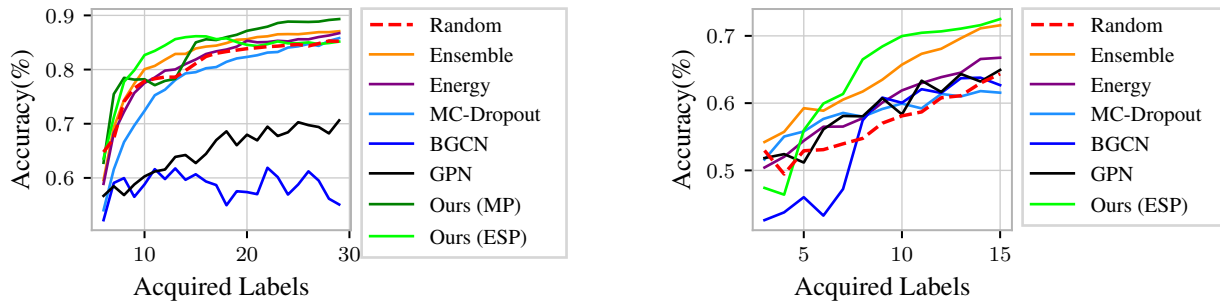 0.9
0.8
0.7
0.6
Accuracy(%)
10
20
30
Acquired Labels
Random
Ensemble
Energy
MC-Dropout
BGCN
GPN
Ours (MP)
Ours (ESP)
0.7
0.6
0.5
Accuracy(%)
5
10
15
Acquired Labels
Random
Ensemble
Energy
MC-Dropout
BGCN
GPN
Ours (ESP)